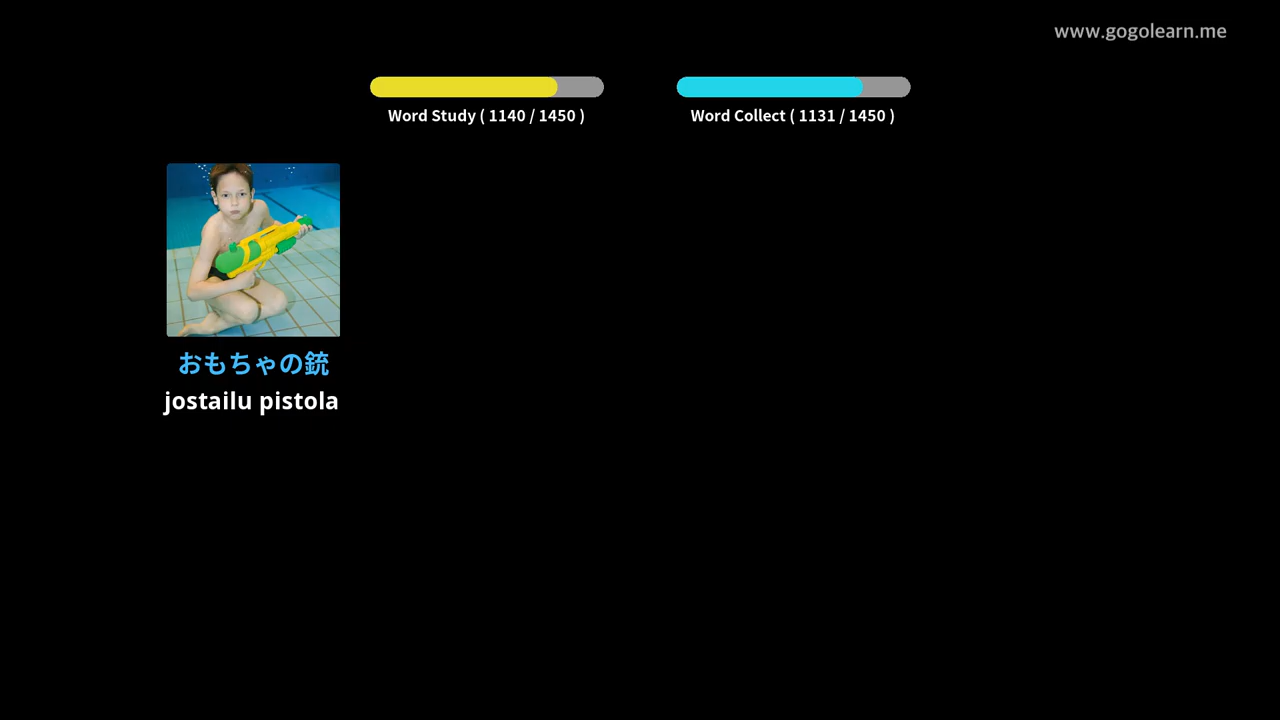 www.gogolearn.me
Word Study ( 1140 / 1450 )
Word Collect ( 1131 / 1450 )
おもちゃの銃
jostailu pistola